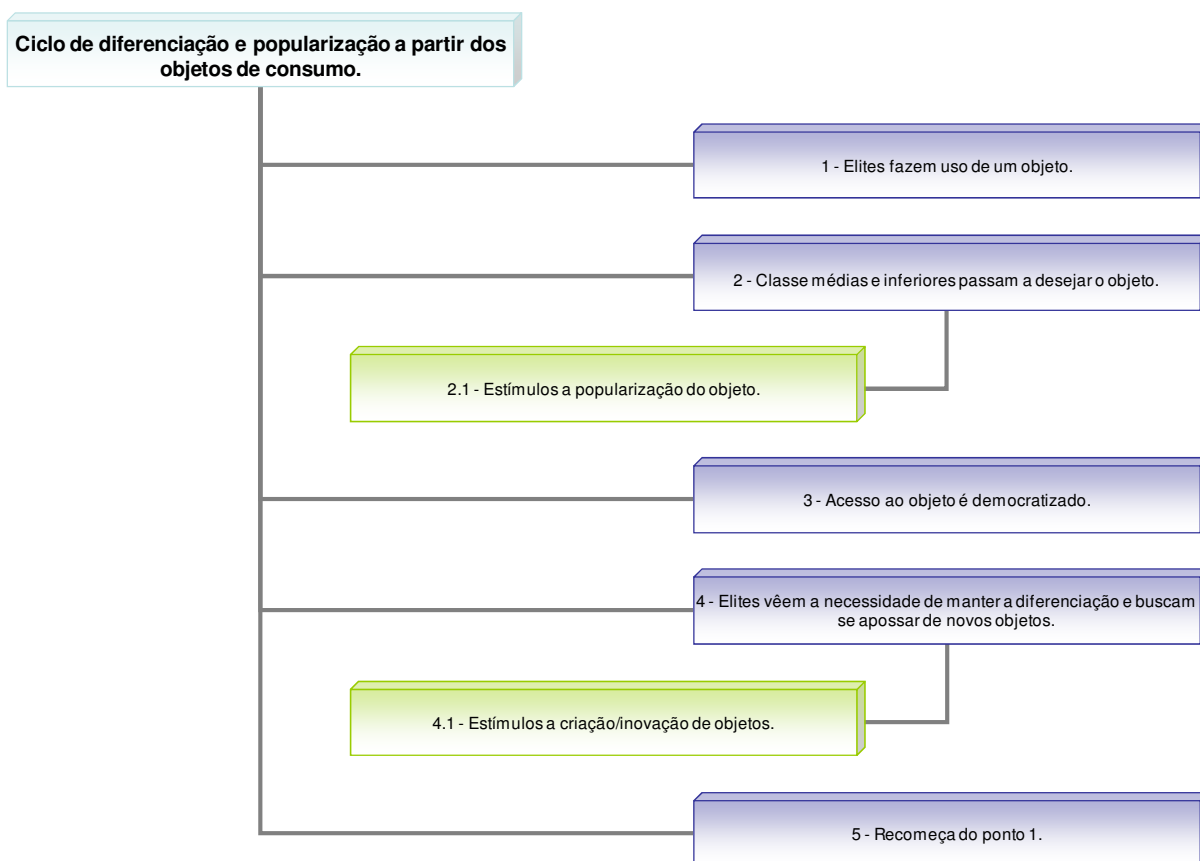 Ciclo de diferenciação e popularização a partir dos
objetos de consumo.
1 - Elites fazem uso de um objeto.
2 - Classe médias e inferiores passam a desejar o objeto.
2.1 - Estímulos a popularização do objeto.
3 - Acesso ao objeto é democratizado.
4 - Elites vêem a necessidade de manter a diferenciação e buscam
se apossar de novos objetos.
4.1 - Estímulos a criação/inovação de objetos.
5 - Recomeça do ponto 1.